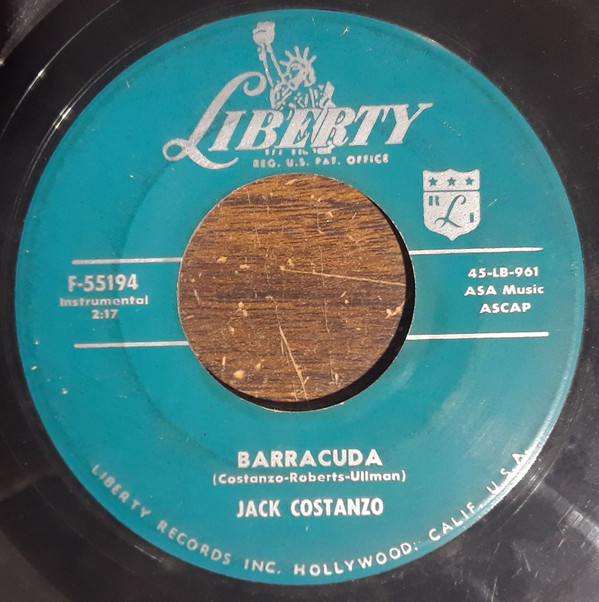 LIBERTY
REG. U.S. PAT. OFFICE
R L I
F-55194
Instrumental
2:17
45-LB-961
ASA Music
ASCAP
BARRACUDA
(Costanzo-Roberts-Ullman)
JACK COSTANZO
LIBERTY RECORDS INC. HOLLYWOOD, CALIF. U.S.A.